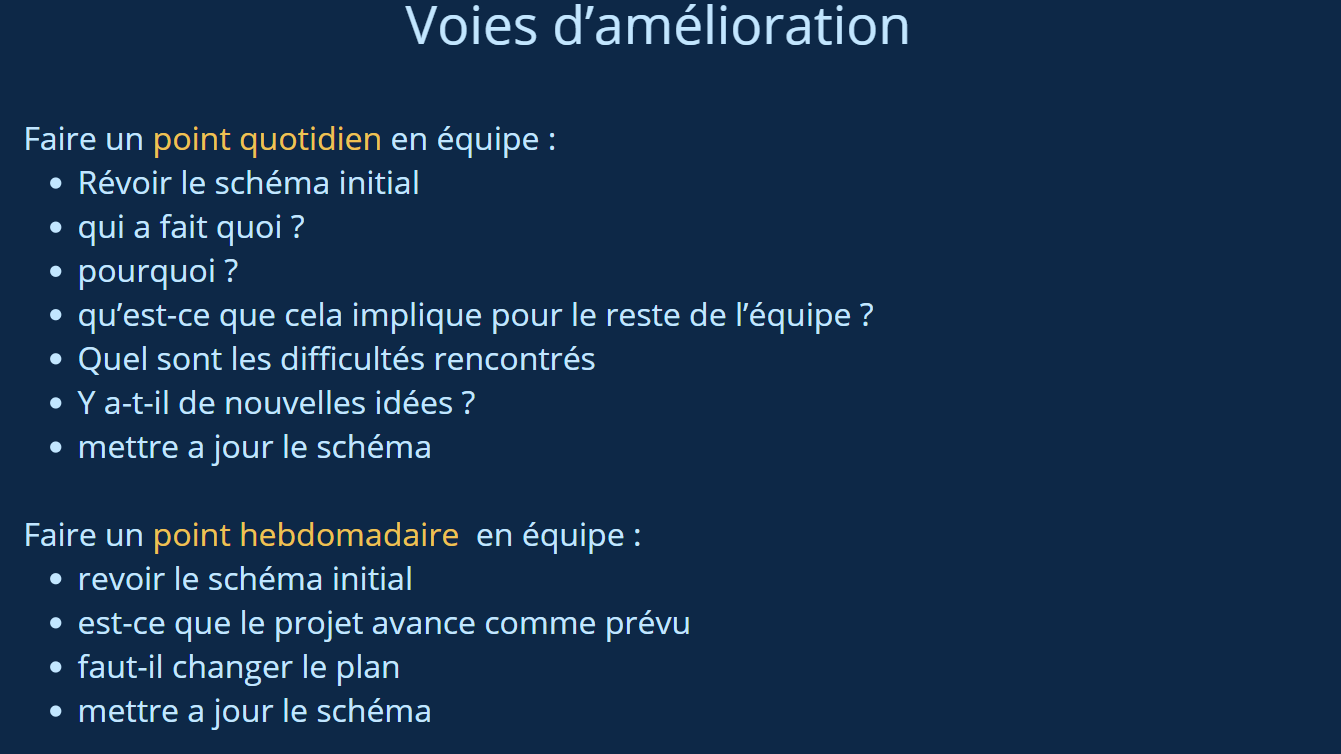 Voies d’amélioration
Faire un point quotidien en équipe :
• Révoir le schéma initial
• qui a fait quoi ?
• pourquoi ?
• qu’est-ce que cela implique pour le reste de l’équipe ?
• Quel sont les difficultés rencontrés
• Y a-t-il de nouvelles idées ?
• mettre a jour le schéma
Faire un point hebdomadaire  en équipe :
• revoir le schéma initial
• est-ce que le projet avance comme prévu
• faut-il changer le plan
• mettre a jour le schéma